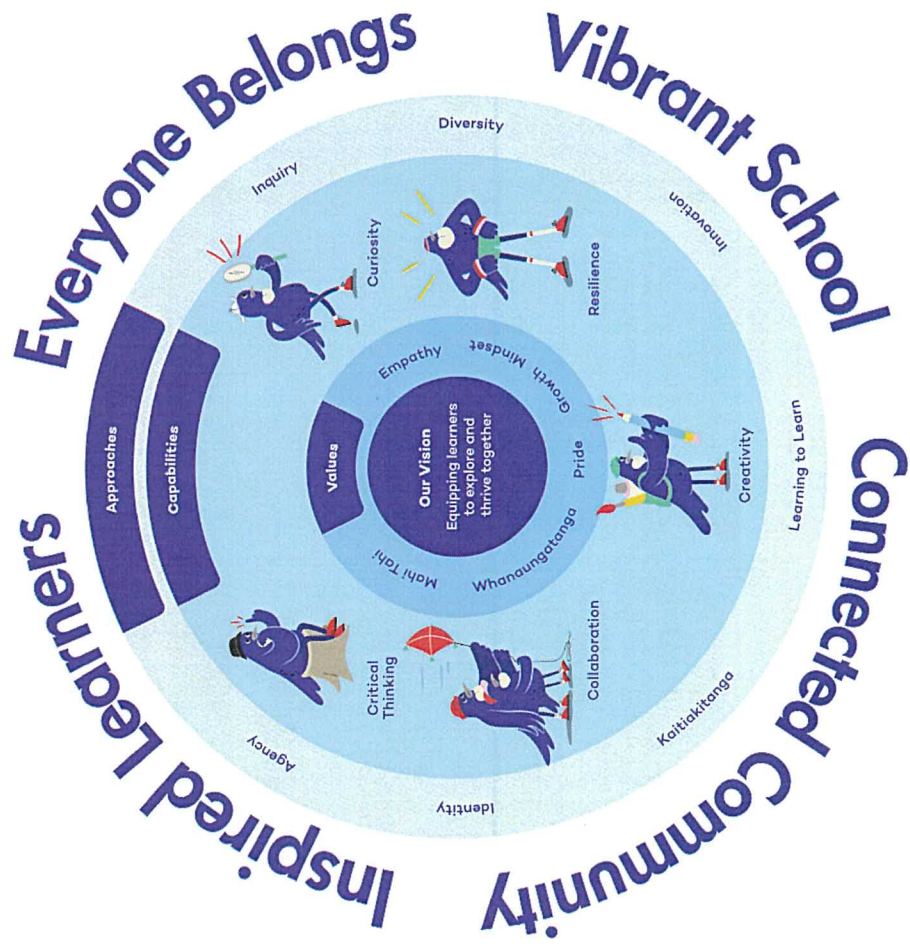 Everyone Belongs
Vibrant School
Connected Community
Inspired Learners
Approaches
Inquiry
Diversity
Innovation
Learning to Learn
Kaitiakitanga
Identity
Agency
Capabilities
Curiosity
Resilience
Creativity
Collaboration
Critical
Thinking
Values
Empathy
Growth Mindset
Pride
Whanaungatanga
Mahi Tahi
Our Vision
Equipping learners
to explore and
thrive together